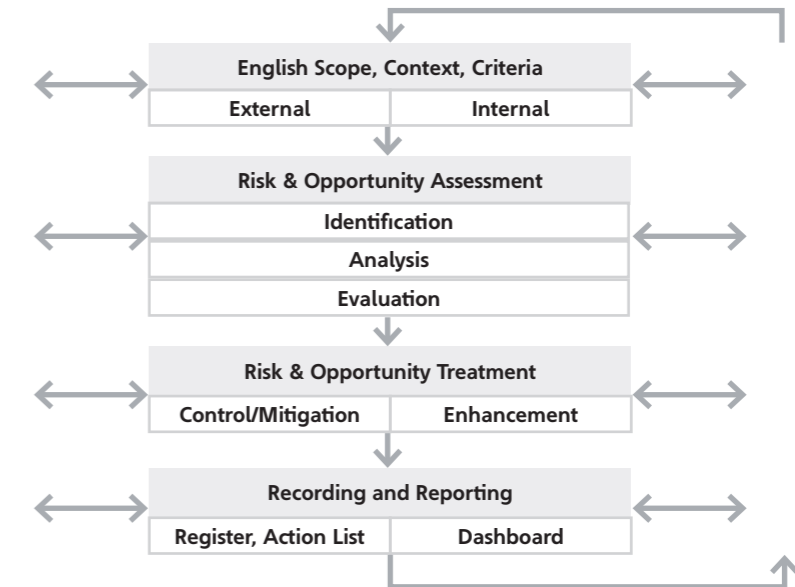 English Scope, Context, Criteria
External Internal
Risk & Opportunity Assessment
Identification
Analysis
Evaluation
Risk & Opportunity Treatment
Control/Mitigation Enhancement
Recording and Reporting
Register, Action List Dashboard